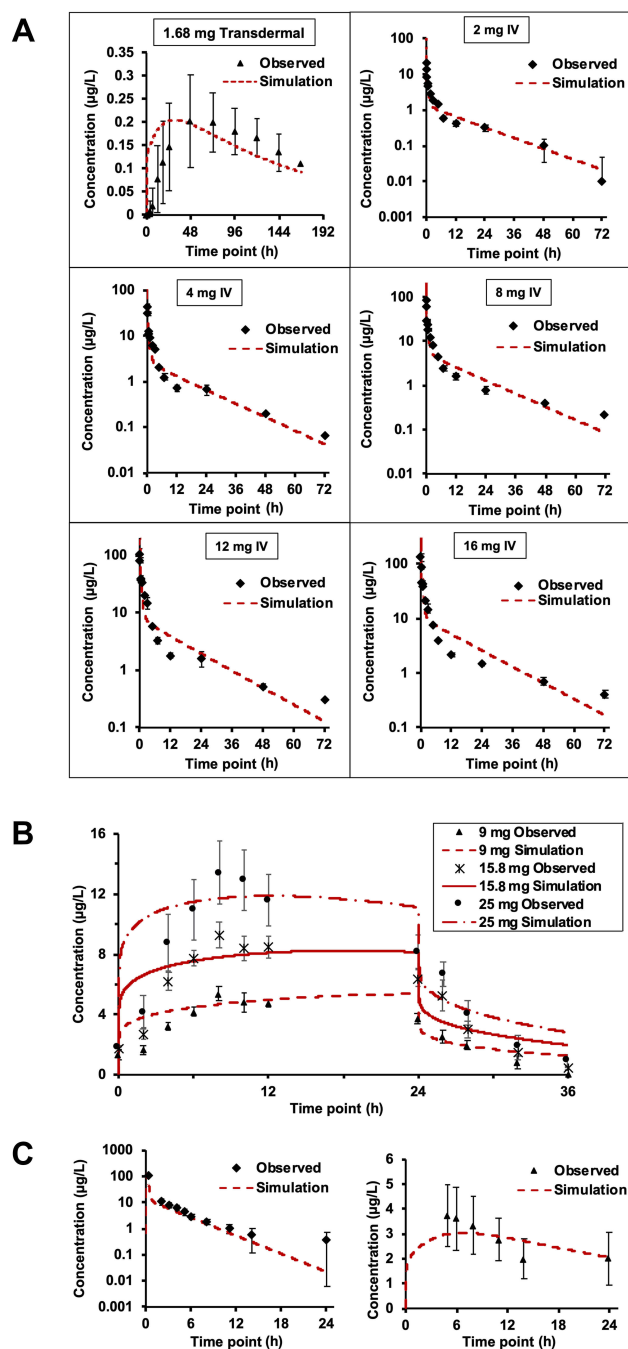 A
1.68 mg Transdermal
Concentration (µg/L)
0.35
0.3
0.25
0.2
0.15
0.1
0.05
0
Observed
Simulation
0 48 96 144 192
Time point (h)
2 mg IV
Concentration (µg/L)
100
10
1
0.1
0.01
0.001
Observed
Simulation
0 12 24 36 48 60 72
Time point (h)
4 mg IV
Concentration (µg/L)
100
10
1
0.1
0.01
Observed
Simulation
0 12 24 36 48 60 72
Time point (h)
8 mg IV
Concentration (µg/L)
100
10
1
0.1
0.01
Observed
Simulation
0 12 24 36 48 60 72
Time point (h)
12 mg IV
Concentration (µg/L)
100
10
1
0.1
Observed
Simulation
0 12 24 36 48 60 72
Time point (h)
16 mg IV
Concentration (µg/L)
100
10
1
0.1
Observed
Simulation
0 12 24 36 48 60 72
Time point (h)
B
Concentration (µg/L)
16
12
8
4
0
9 mg Observed
9 mg Simulation
15.8 mg Observed
15.8 mg Simulation
25 mg Observed
25 mg Simulation
0 12 24 36
Time point (h)
C
Concentration (µg/L)
1000
100
10
1
0.1
0.01
0.001
Observed
Simulation
0 6 12 18 24
Time point (h)
Concentration (µg/L)
6
5
4
3
2
1
0
Observed
Simulation
0 6 12 18 24
Time point (h)